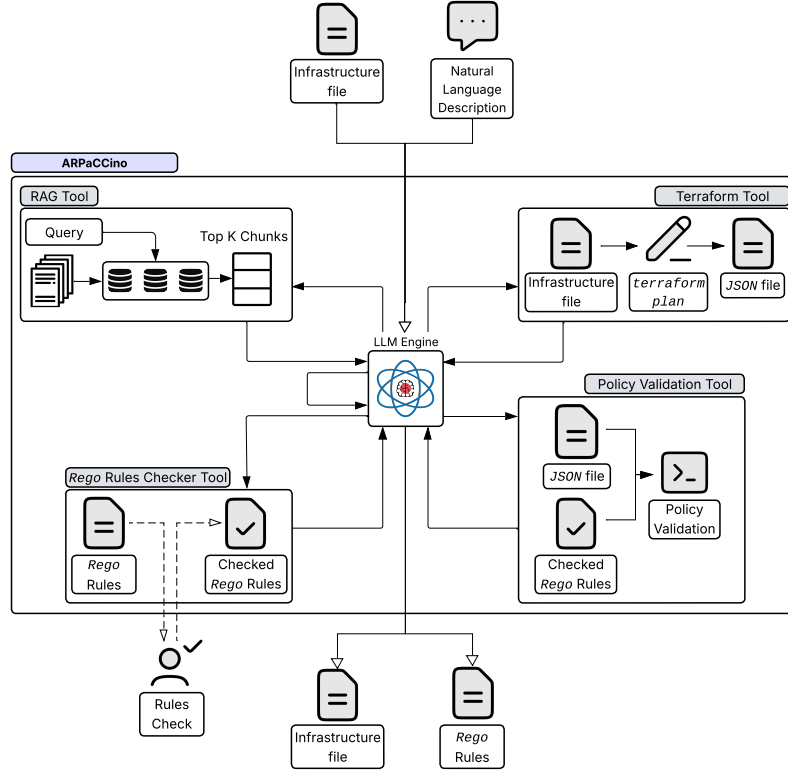 Infrastructure
file
Natural
Language
Description
ARPaCCino
RAG Tool
Query
Top K Chunks
Terraform Tool
Infrastructure
file
terraform
plan
JSON file
LLM Engine
Policy Validation Tool
JSON file
Checked
Rego Rules
Policy
Validation
Rego Rules Checker Tool
Rego
Rules
Checked
Rego Rules
Rules
Check
Infrastructure
file
Rego
Rules